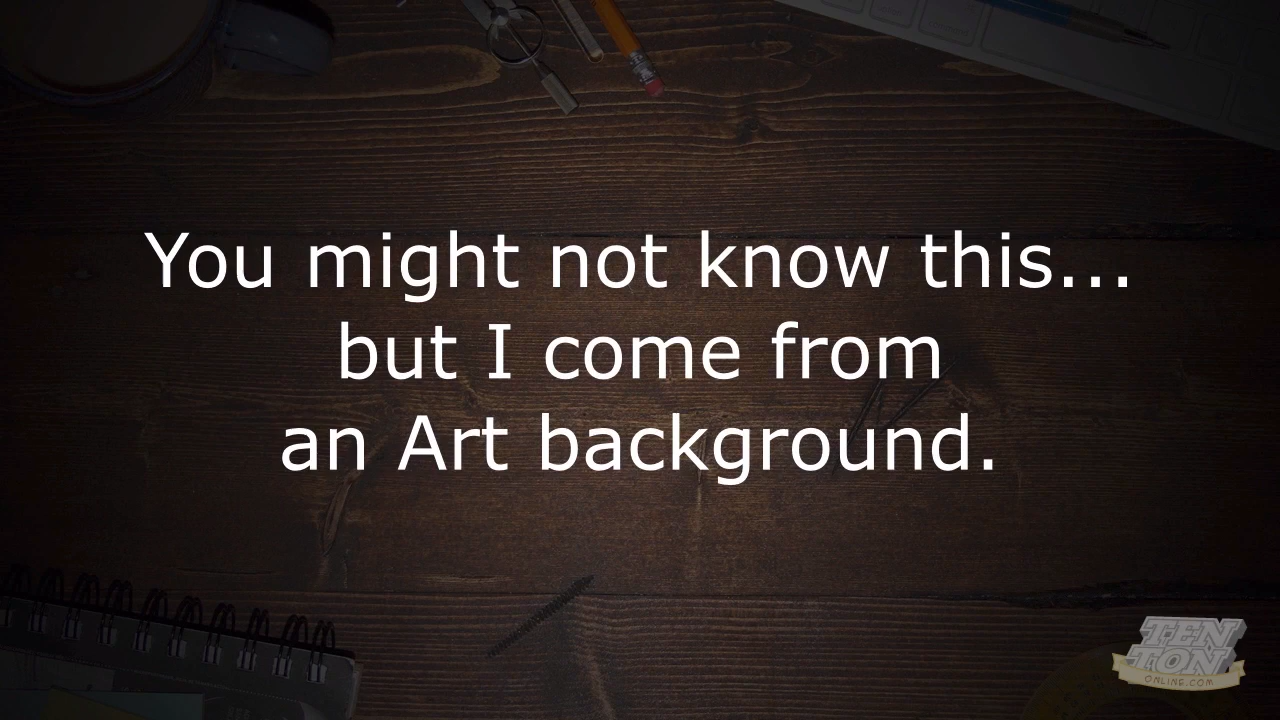 You might not know this...
but I come from
an Art background.
TEN
TON
ONLINE.COM